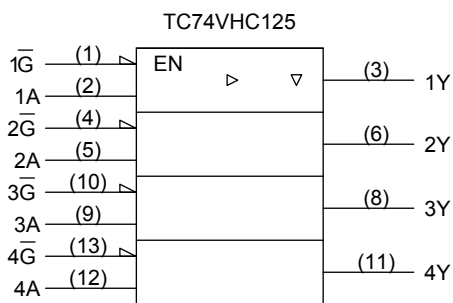 TC74VHC125
1G̅ (1) EN (3) 1Y
1A (2)
2G̅ (4) (6) 2Y
2A (5)
3G̅ (10) (8) 3Y
3A (9)
4G̅ (13) (11) 4Y
4A (12)